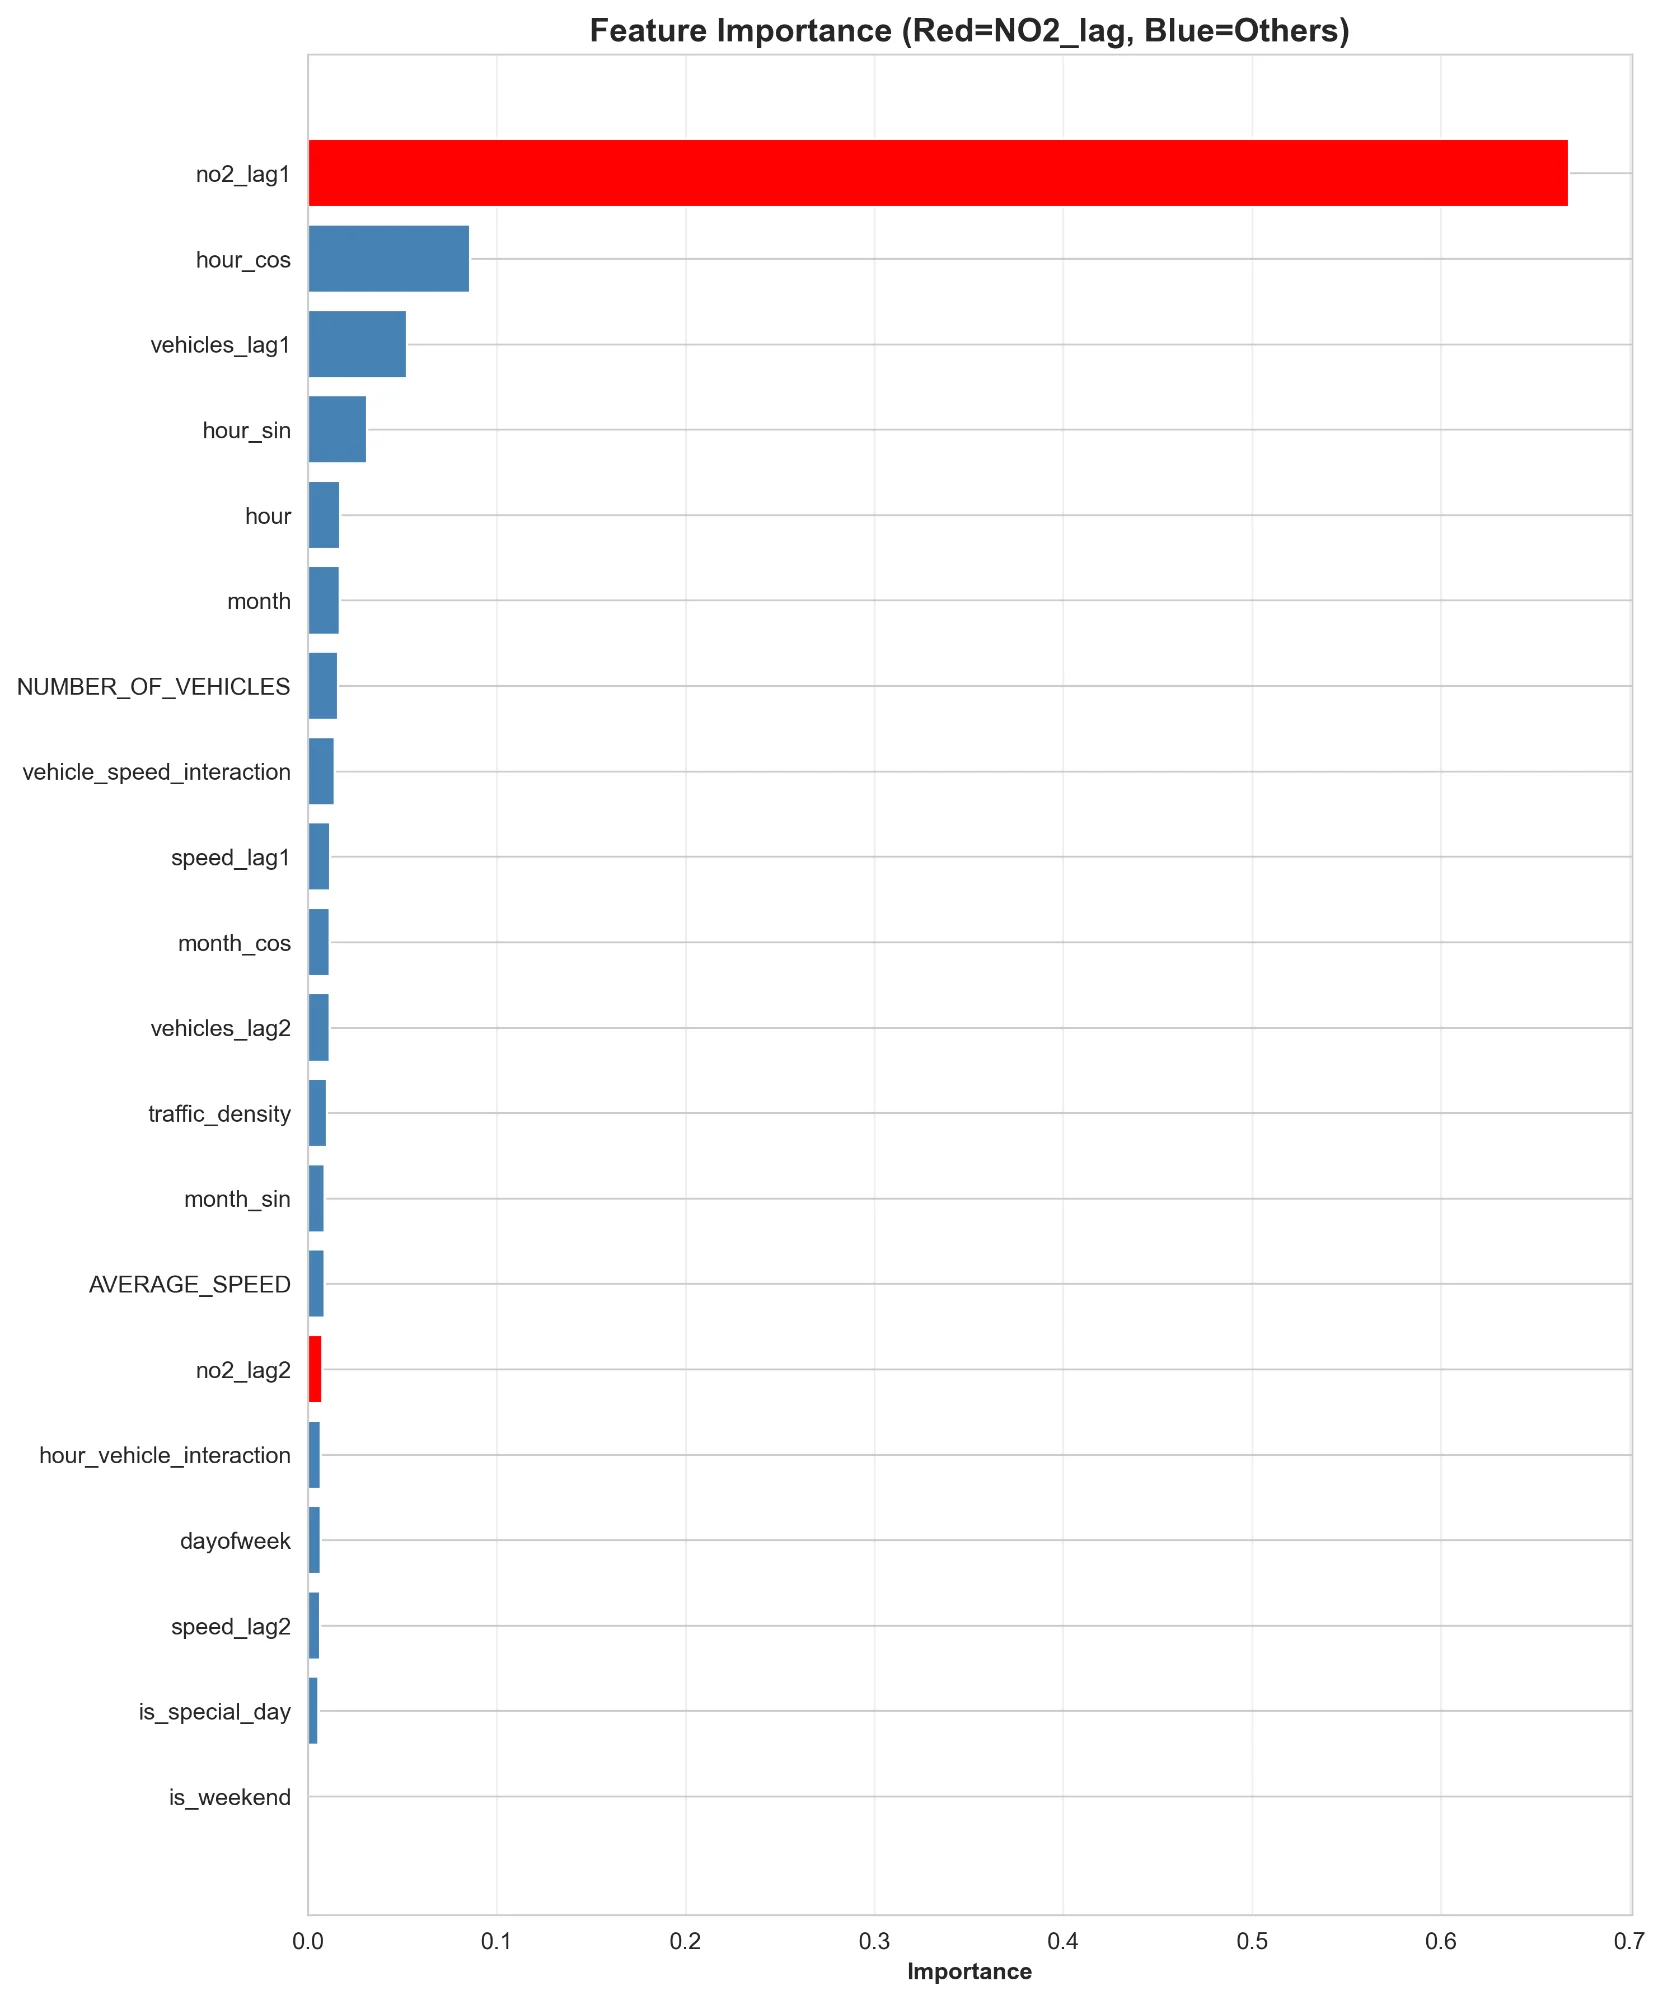 Feature Importance (Red=NO2_lag, Blue=Others)
no2_lag1
hour_cos
vehicles_lag1
hour_sin
hour
month
NUMBER_OF_VEHICLES
vehicle_speed_interaction
speed_lag1
month_cos
vehicles_lag2
traffic_density
month_sin
AVERAGE_SPEED
no2_lag2
hour_vehicle_interaction
dayofweek
speed_lag2
is_special_day
is_weekend
0.0 0.1 0.2 0.3 0.4 0.5 0.6 0.7
Importance